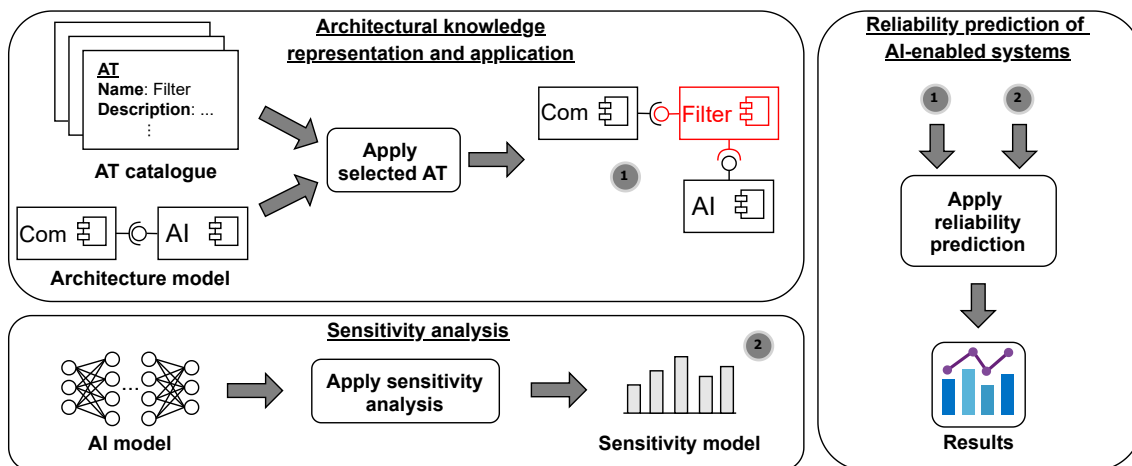 Architectural knowledge
representation and application
AT
Name: Filter
Description: ...
⋮
AT catalogue
Com
AI
Architecture model
Apply
selected AT
Com
Filter
AI
1
Sensitivity analysis
2
...
AI model
Apply sensitivity
analysis
Sensitivity model
Reliability prediction of
AI-enabled systems
1
2
Apply
reliability
prediction
Results